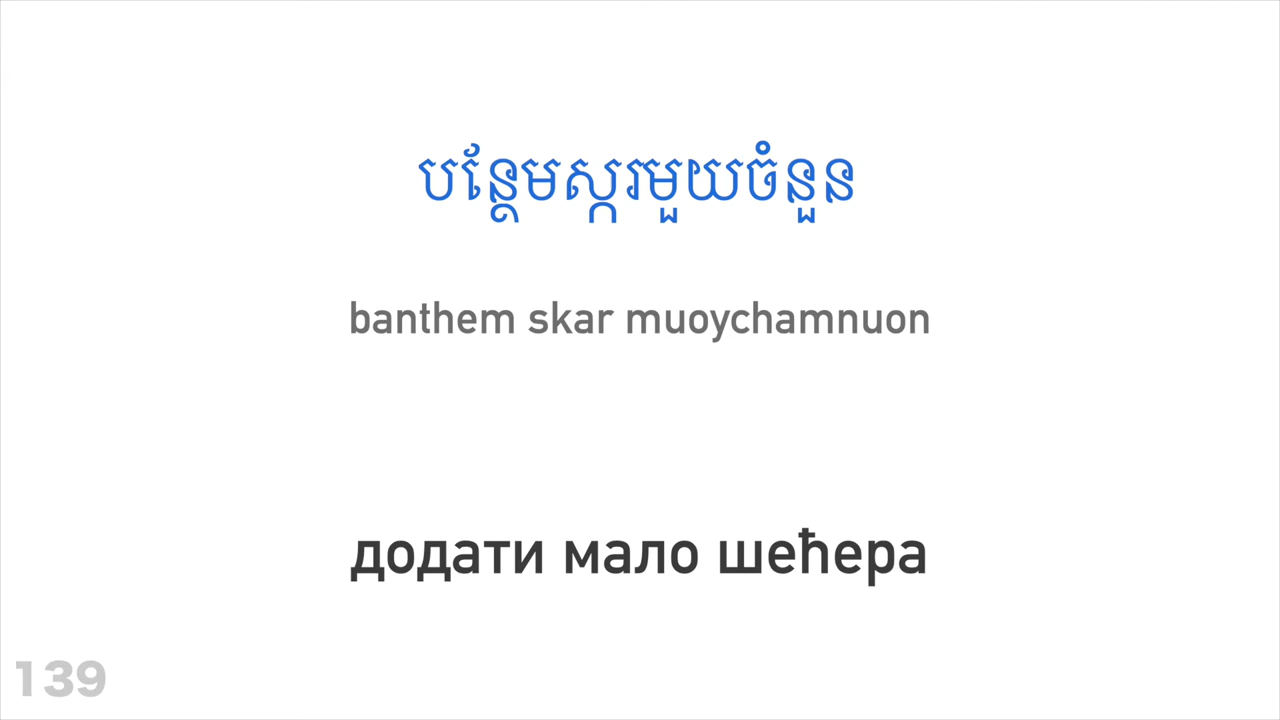 បន្ថែមស្ករមួយចំនួន
banthem skar muoychamnuon
додати мало шећера
139